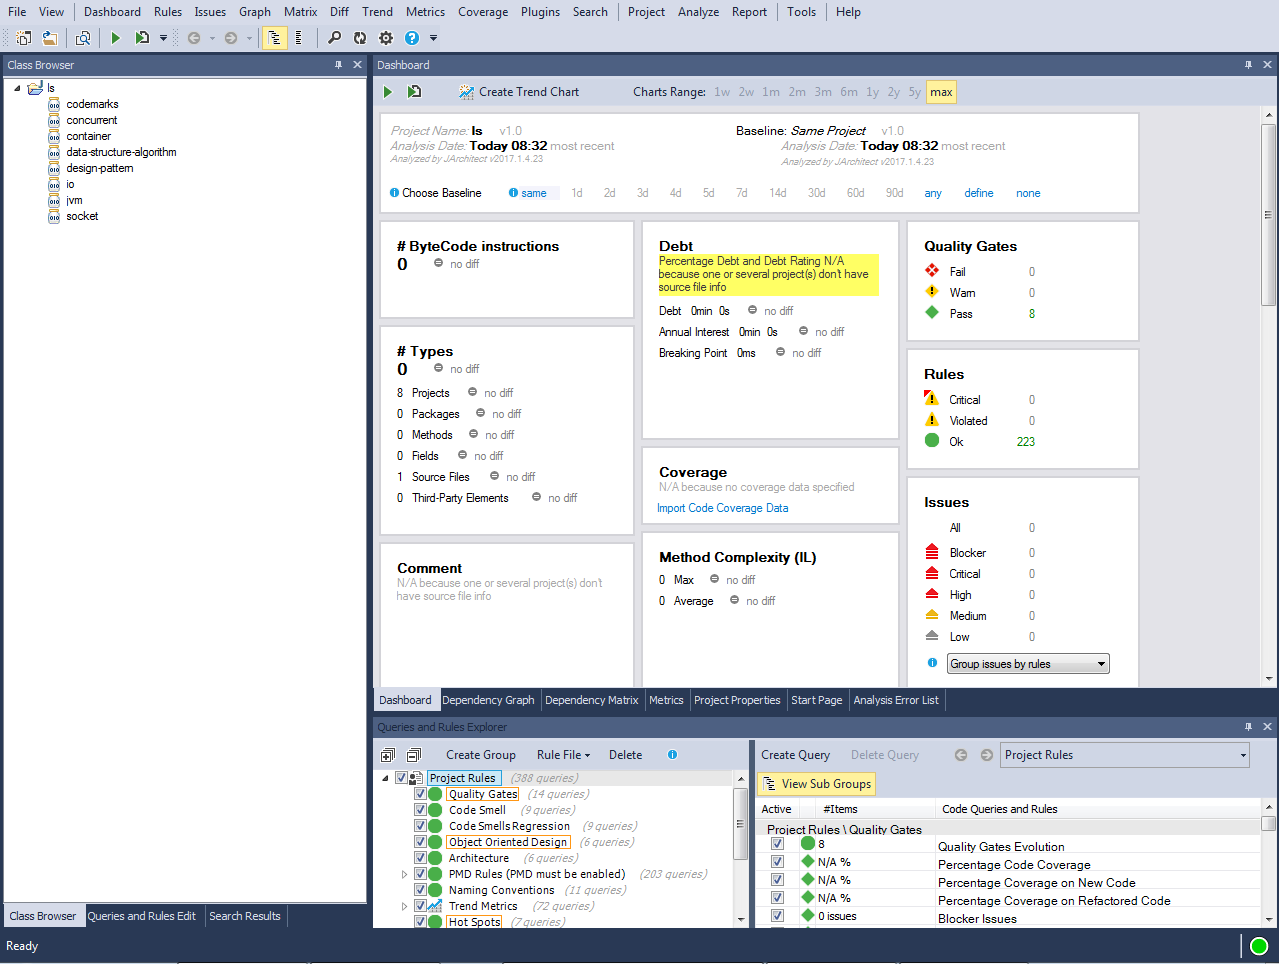 File View Dashboard Rules Issues Graph Matrix Diff Trend Metrics Coverage Plugins Search Project Analyze Report Tools Help
Class Browser
ls
codemarks
concurrent
container
data-structure-algorithm
design-pattern
io
jvm
socket
Class Browser Queries and Rules Edit Search Results
Dashboard
Create Trend Chart Charts Range: 1w 2w 1m 2m 3m 6m 1y 2y 5y max
Project Name: ls v1.0 Baseline: Same Project v1.0
Analysis Date: Today 08:32 most recent Analysis Date: Today 08:32 most recent
Analyzed by JArchitect v2017.1.4.23 Analyzed by JArchitect v2017.1.4.23
Choose Baseline same 1d 2d 3d 4d 5d 7d 14d 30d 60d 90d any define none
# ByteCode instructions
0 no diff
# Types
0 no diff
8 Projects no diff
0 Packages no diff
0 Methods no diff
0 Fields no diff
1 Source Files no diff
0 Third-Party Elements no diff
Comment
N/A because one or several project(s) don't
have source file info
Debt
Percentage Debt and Debt Rating N/A
because one or several project(s) don't have
source file info
Debt 0min 0s no diff
Annual Interest 0min 0s no diff
Breaking Point 0ms no diff
Coverage
N/A because no coverage data specified
Import Code Coverage Data
Method Complexity (IL)
0 Max no diff
0 Average no diff
Quality Gates
Fail 0
Warn 0
Pass 8
Rules
Critical 0
Violated 0
Ok 223
Issues
All 0
Blocker 0
Critical 0
High 0
Medium 0
Low 0
Group issues by rules
Dashboard Dependency Graph Dependency Matrix Metrics Project Properties Start Page Analysis Error List
Queries and Rules Explorer
Create Group Rule File Delete
Project Rules (388 queries)
Quality Gates (14 queries)
Code Smell (9 queries)
Code Smells Regression (9 queries)
Object Oriented Design (6 queries)
Architecture (6 queries)
PMD Rules (PMD must be enabled) (203 queries)
Naming Conventions (11 queries)
Trend Metrics (72 queries)
Hot Spots (7 queries)
Create Query Delete Query Project Rules
View Sub Groups
Active #Items Code Queries and Rules
Project Rules \ Quality Gates
8 Quality Gates Evolution
N/A % Percentage Code Coverage
N/A % Percentage Coverage on New Code
N/A % Percentage Coverage on Refactored Code
0 issues Blocker Issues
Ready